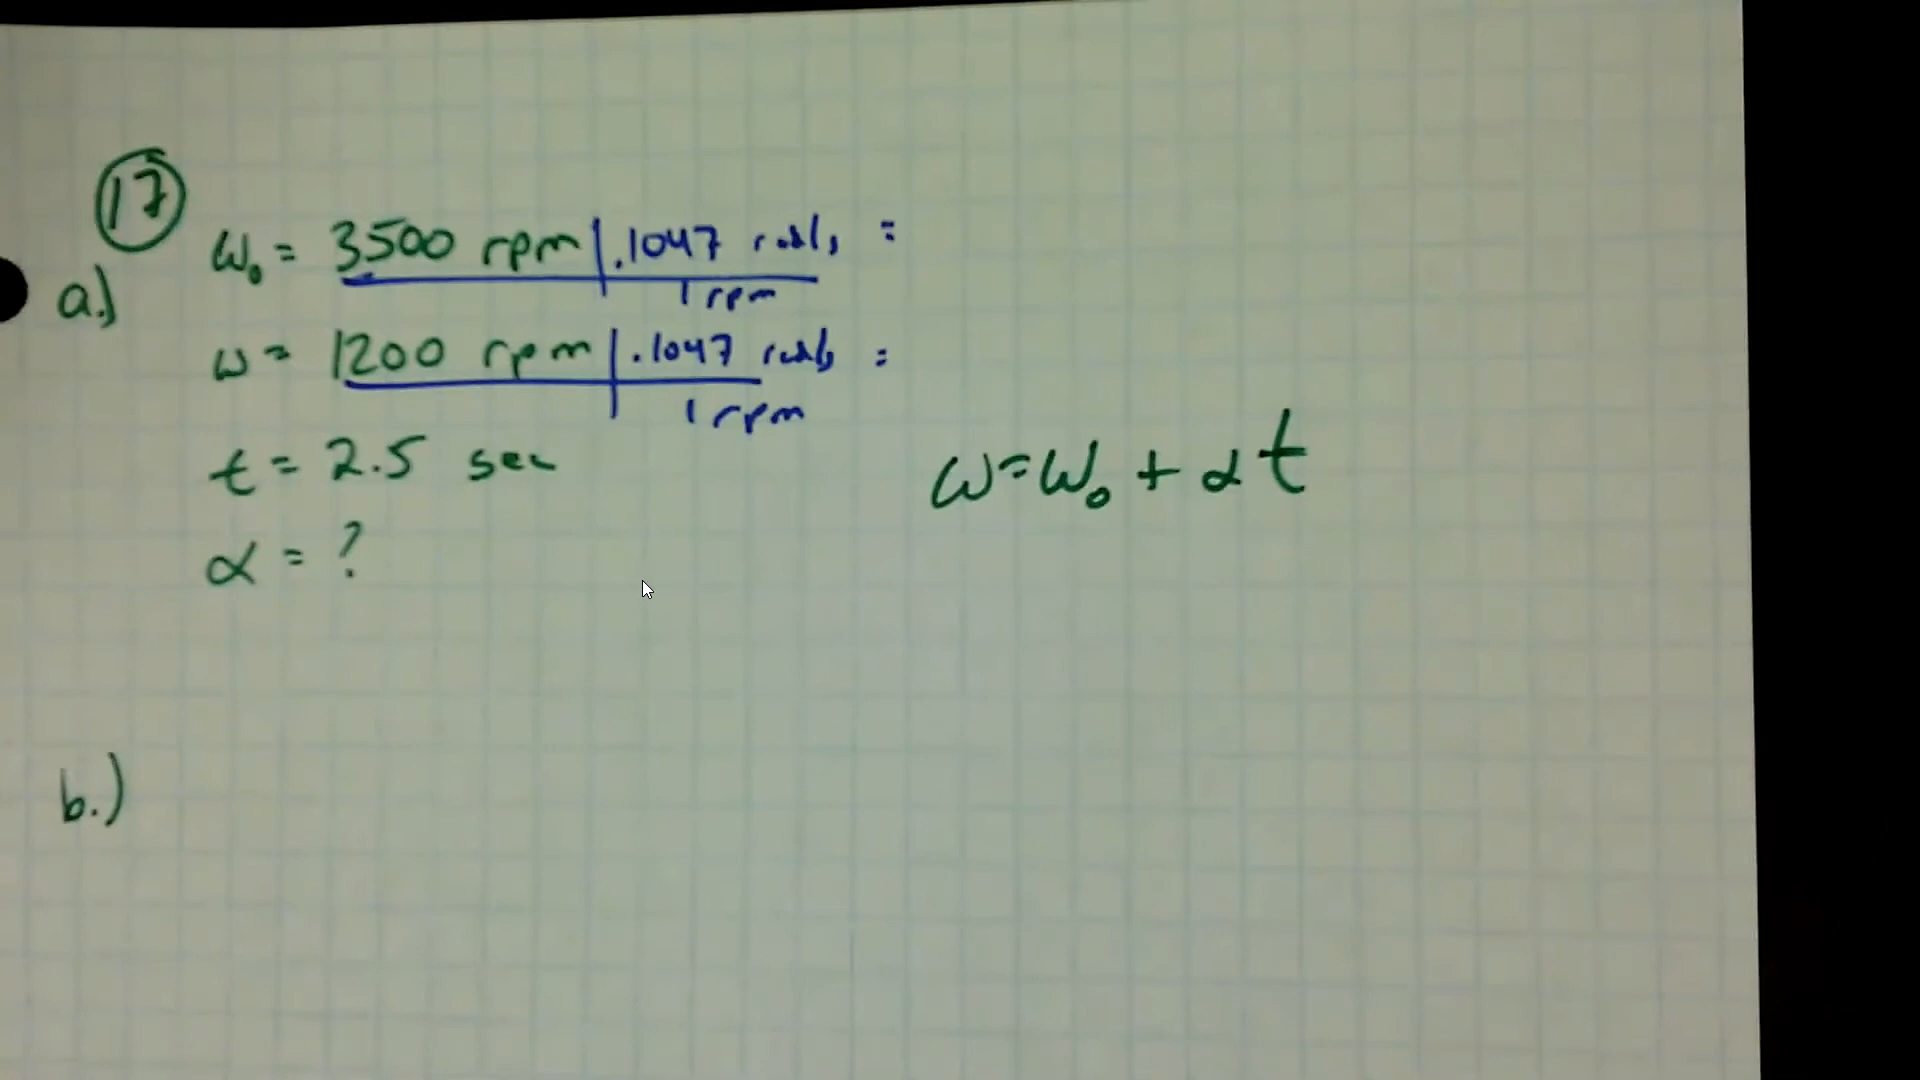 17
a.) ω₀ = 3500 rpm | .1047 rad/s =
1 rpm
ω = 1200 rpm | .1047 rad/s =
1 rpm
t = 2.5 sec
ω = ω₀ + αt
α = ?
b.)